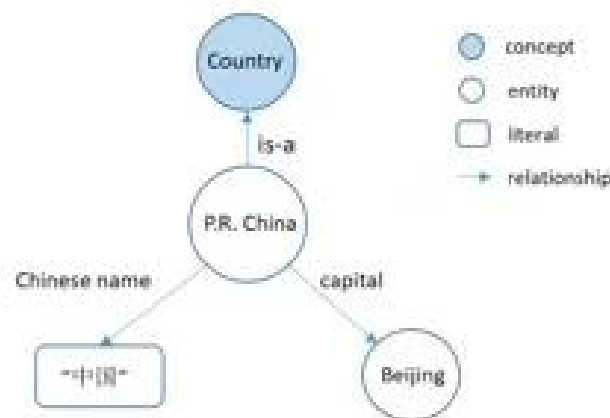 Country
concept
entity
literal
relationship
is-a
P.R. China
Chinese name
capital
"中国"
Beijing